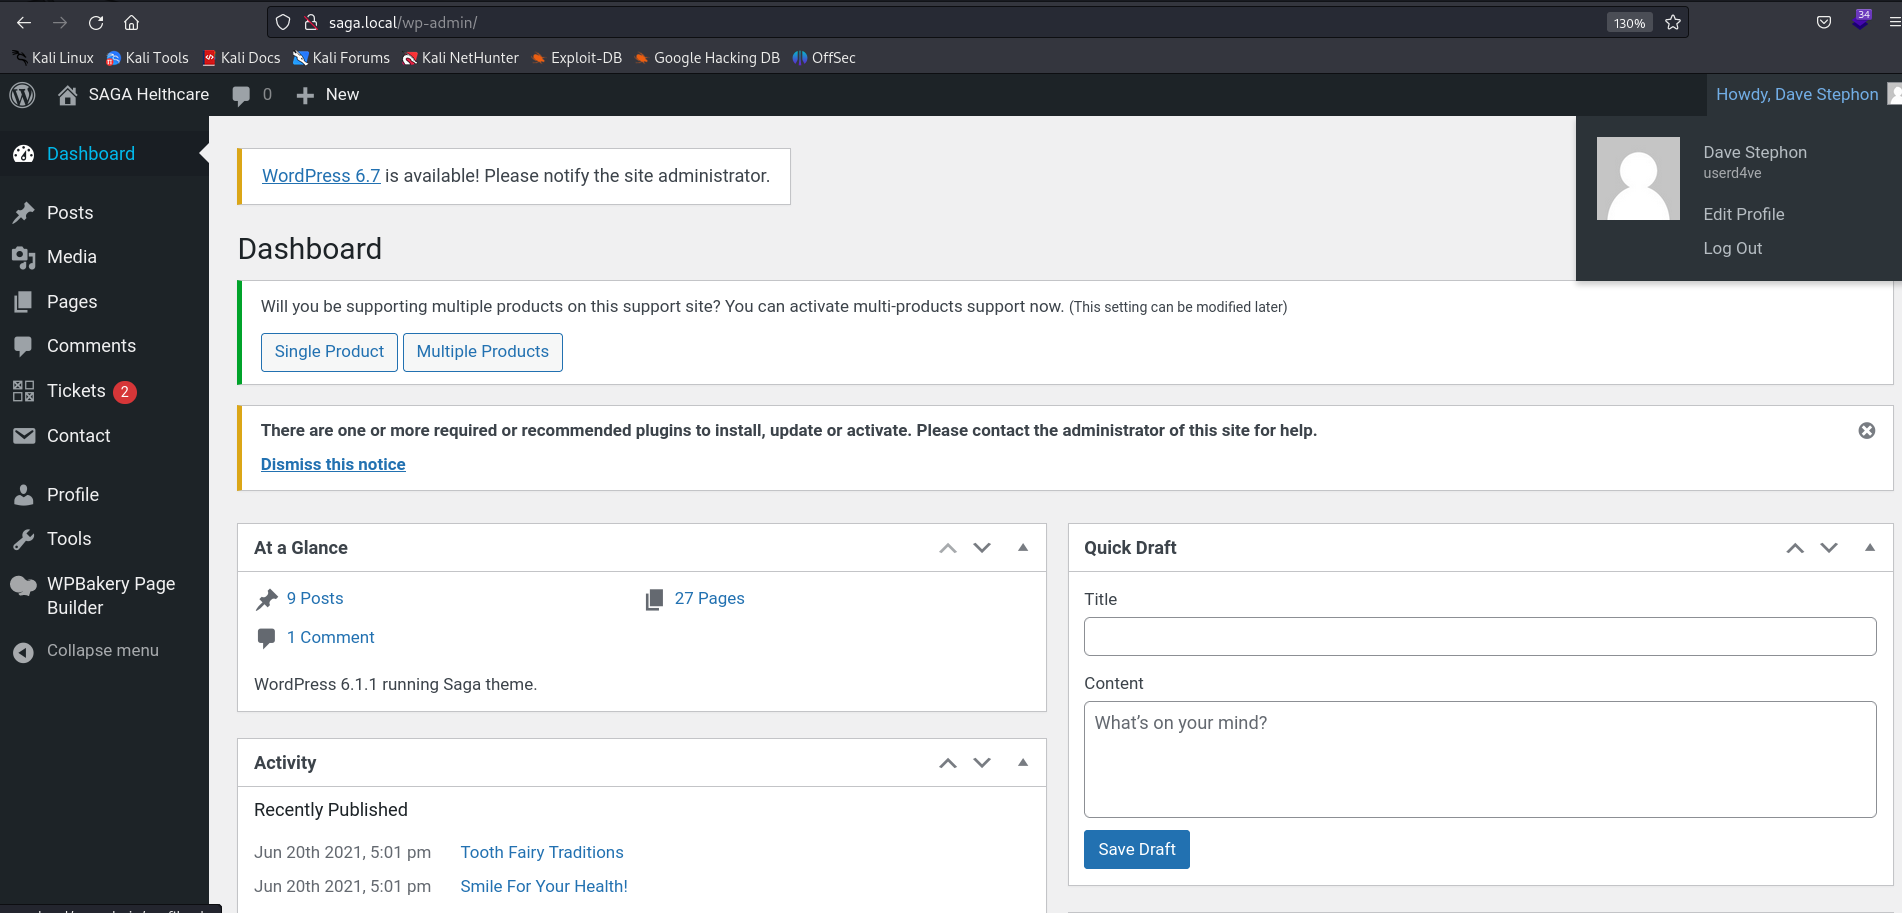 saga.local/wp-admin/
130%
34
Kali Linux
Kali Tools
Kali Docs
Kali Forums
Kali NetHunter
Exploit-DB
Google Hacking DB
OffSec
SAGA Helthcare
0
New
Howdy, Dave Stephon
Dave Stephon
userd4ve
Edit Profile
Log Out
Dashboard
Posts
Media
Pages
Comments
Tickets 2
Contact
Profile
Tools
WPBakery Page
Builder
Collapse menu
WordPress 6.7 is available! Please notify the site administrator.
Dashboard
Will you be supporting multiple products on this support site? You can activate multi-products support now. (This setting can be modified later)
Single Product
Multiple Products
There are one or more required or recommended plugins to install, update or activate. Please contact the administrator of this site for help.
Dismiss this notice
At a Glance
9 Posts
27 Pages
1 Comment
WordPress 6.1.1 running Saga theme.
Activity
Recently Published
Jun 20th 2021, 5:01 pm
Tooth Fairy Traditions
Jun 20th 2021, 5:01 pm
Smile For Your Health!
Quick Draft
Title
Content
What's on your mind?
Save Draft